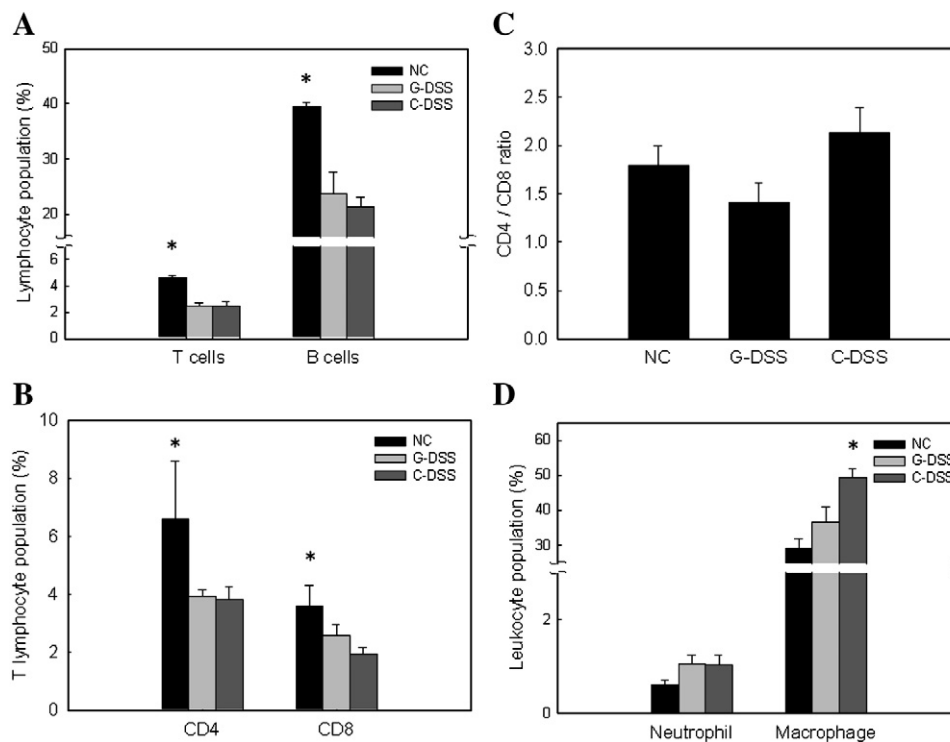 A
Lymphocyte population (%)
50
40
30
20
6
4
2
0
*
*
NC
G-DSS
C-DSS
T cells
B cells
C
CD4 / CD8 ratio
3.0
2.5
2.0
1.5
1.0
0.5
0.0
NC
G-DSS
C-DSS
B
T lymphocyte population (%)
10
8
6
4
2
0
*
*
NC
G-DSS
C-DSS
CD4
CD8
D
Leukocyte population (%)
60
50
40
30
2
0
*
NC
G-DSS
C-DSS
Neutrophil
Macrophage